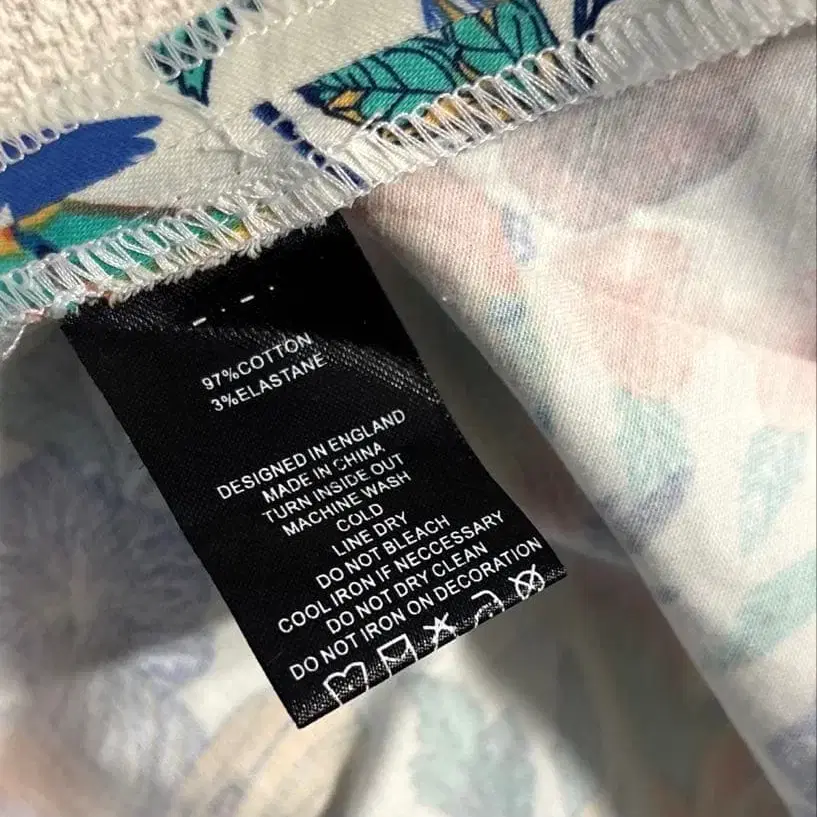 97%COTTON
3%ELASTANE
DESIGNED IN ENGLAND
MADE IN CHINA
TURN INSIDE OUT
MACHINE WASH
COLD
LINE DRY
DO NOT BLEACH
COOL IRON IF NECCESSARY
DO NOT DRY CLEAN
DO NOT IRON ON DECORATION